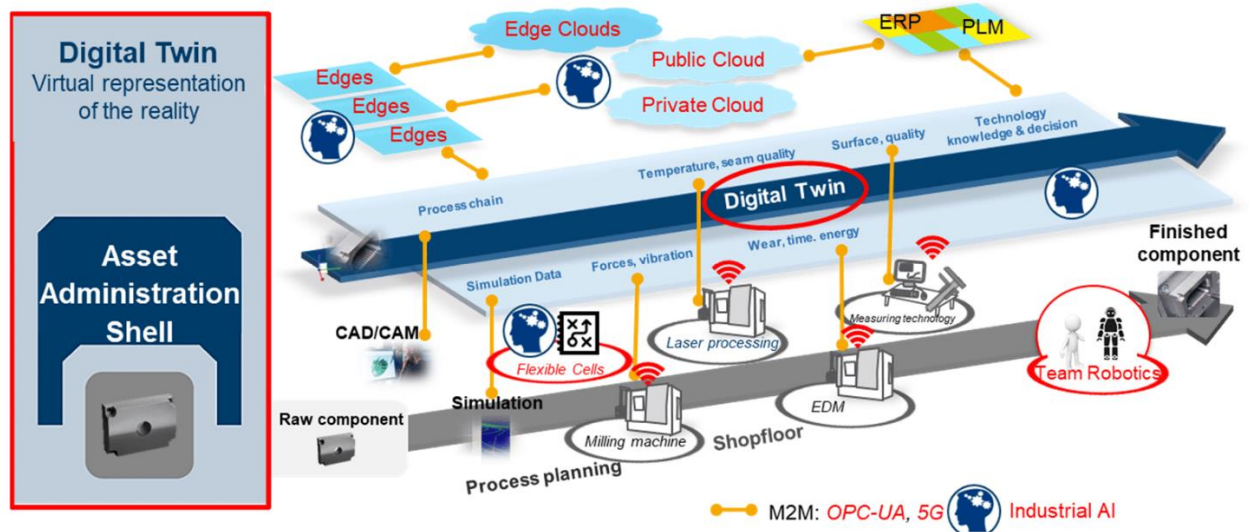 Digital Twin
Virtual representation
of the reality
Asset
Administration
Shell
Edge Clouds
Public Cloud
Private Cloud
Edges
Edges
Edges
ERP
PLM
Process chain
Temperature, seam quality
Surface, quality
Technology
knowledge & decision
Digital Twin
Simulation Data
Forces, vibration
Wear, time. energy
CAD/CAM
Simulation
Flexible Cells
Laser processing
Measuring technology
Milling machine
EDM
Finished
component
Team Robotics
Raw component
Process planning
Shopfloor
M2M: OPC-UA, 5G
Industrial AI